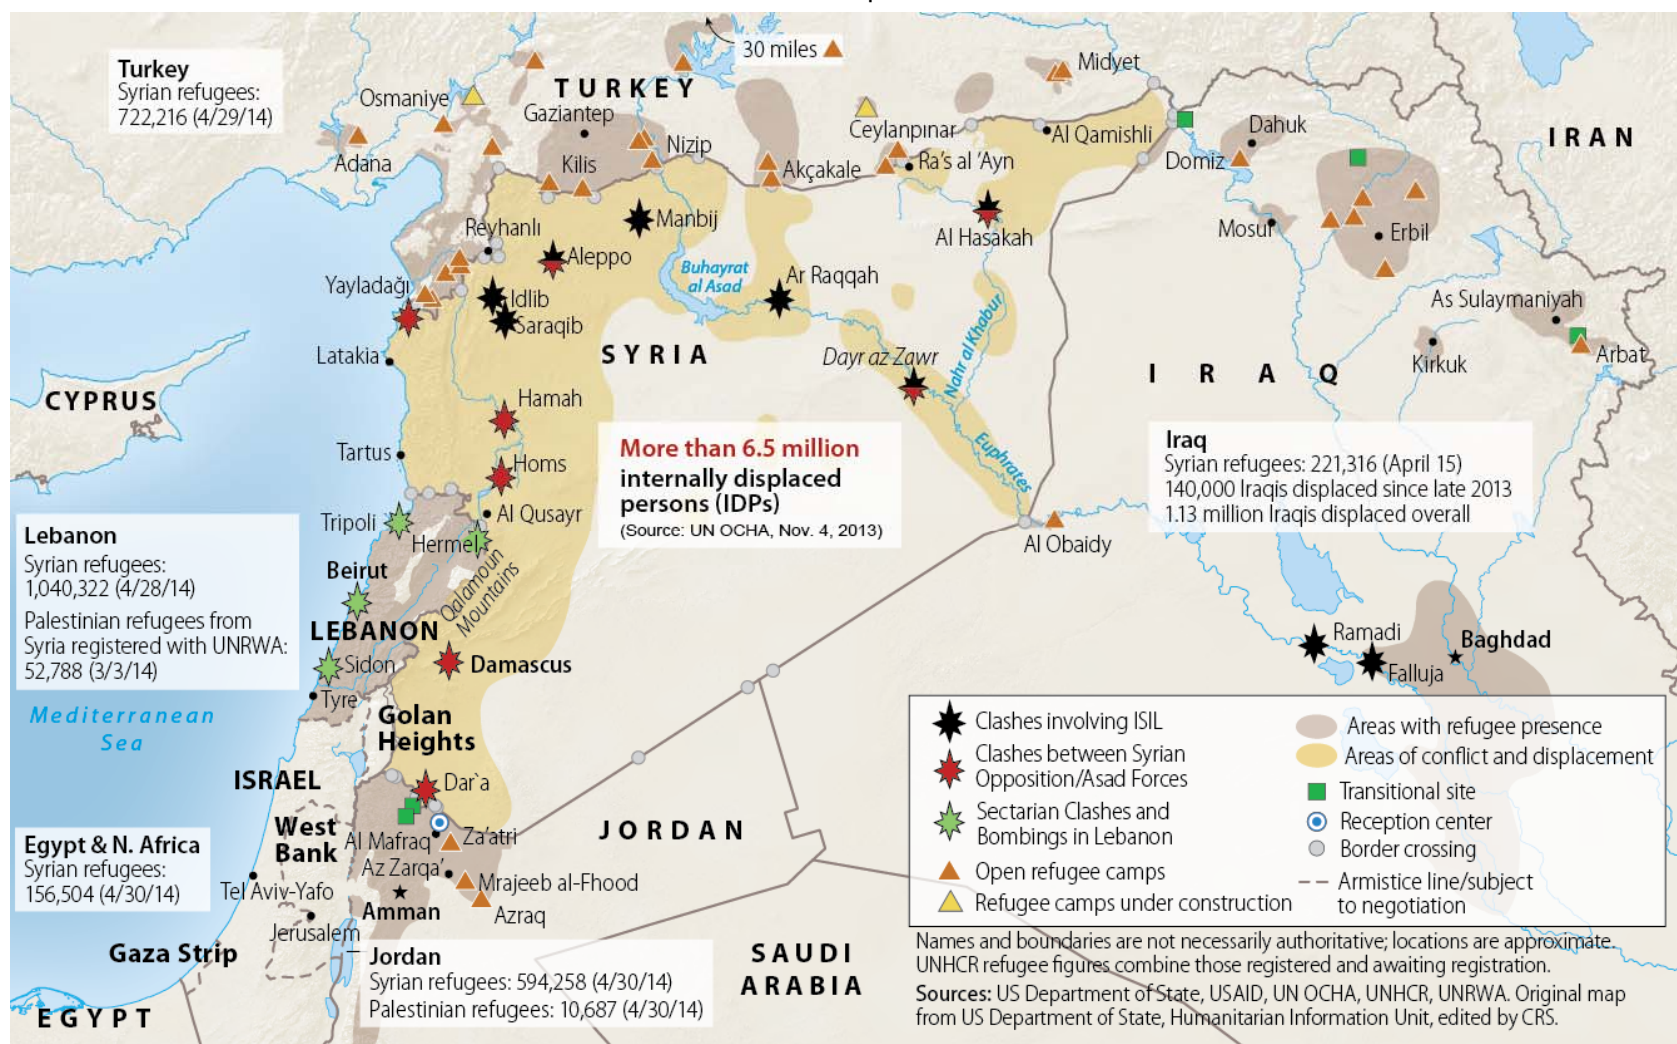 30 miles
Turkey
Syrian refugees:
722,216 (4/29/14)
TURKEY
Osmaniye
Gaziantep
Adana
Kilis
Nizip
Akçakale
Ceylanpınar
Ra's al 'Ayn
Midyet
Al Qamishli
Domiz
Dahuk
IRAN
Reyhanlı
Manbij
Aleppo
Al Hasakah
Mosul
Erbil
Yayladağı
Idlib
Saraqib
Buhayrat
al Asad
Ar Raqqah
As Sulaymaniyah
Latakia
SYRIA
Dayr az Zawr
Nahr al Khabur
Kirkuk
Arbat
IRAQ
CYPRUS
Hamah
Tartus
Homs
Euphrates
More than 6.5 million
internally displaced
persons (IDPs)
(Source: UN OCHA, Nov. 4, 2013)
Iraq
Syrian refugees: 221,316 (April 15)
140,000 Iraqis displaced since late 2013
1.13 million Iraqis displaced overall
Tripoli
Al Qusayr
Hermel
Al Obaidy
Lebanon
Syrian refugees:
1,040,322 (4/28/14)
Palestinian refugees from
Syria registered with UNRWA:
52,788 (3/3/14)
Beirut
Qalamoun
Mountains
LEBANON
Sidon
Damascus
Tyre
Ramadi
Falluja
Baghdad
Mediterranean
Sea
Golan
Heights
ISRAEL
Dar`a
West
Bank
Al Mafraq
Za'atri
JORDAN
Az Zarqa'
Mrajeeb al-Fhood
Azraq
Amman
Egypt & N. Africa
Syrian refugees:
156,504 (4/30/14)
Tel Aviv-Yafo
Jerusalem
Gaza Strip
Jordan
Syrian refugees: 594,258 (4/30/14)
Palestinian refugees: 10,687 (4/30/14)
SAUDI
ARABIA
EGYPT
Clashes involving ISIL
Clashes between Syrian
Opposition/Asad Forces
Sectarian Clashes and
Bombings in Lebanon
Open refugee camps
Refugee camps under construction
Areas with refugee presence
Areas of conflict and displacement
Transitional site
Reception center
Border crossing
Armistice line/subject
to negotiation
Names and boundaries are not necessarily authoritative; locations are approximate.
UNHCR refugee figures combine those registered and awaiting registration.
Sources: US Department of State, USAID, UN OCHA, UNHCR, UNRWA. Original map
from US Department of State, Humanitarian Information Unit, edited by CRS.